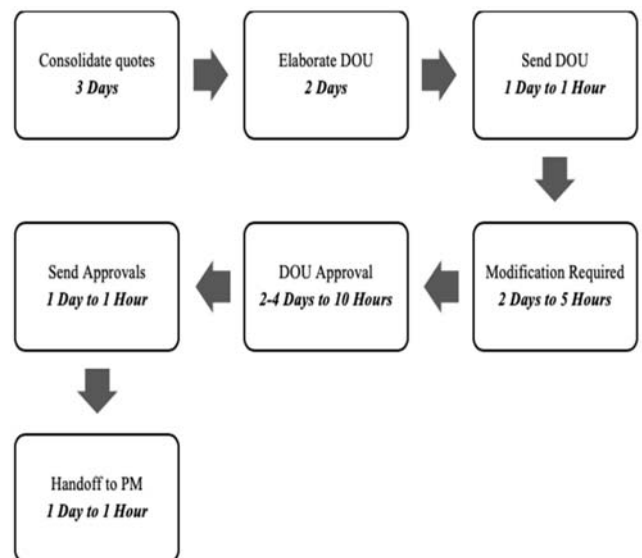 Consolidate quotes
3 Days
Elaborate DOU
2 Days
Send DOU
1 Day to 1 Hour
Modification Required
2 Days to 5 Hours
DOU Approval
2-4 Days to 10 Hours
Send Approvals
1 Day to 1 Hour
Handoff to PM
1 Day to 1 Hour